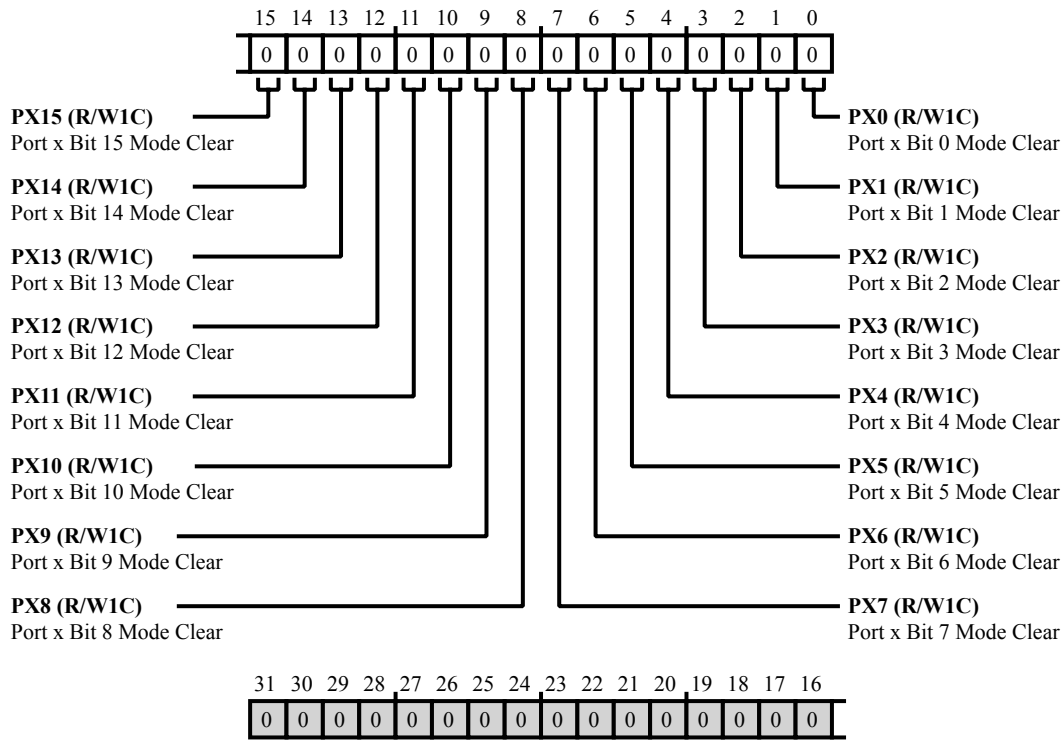 15 14 13 12 11 10 9 8 7 6 5 4 3 2 1 0
0 0 0 0 0 0 0 0 0 0 0 0 0 0 0 0
PX15 (R/W1C)
Port x Bit 15 Mode Clear
PX14 (R/W1C)
Port x Bit 14 Mode Clear
PX13 (R/W1C)
Port x Bit 13 Mode Clear
PX12 (R/W1C)
Port x Bit 12 Mode Clear
PX11 (R/W1C)
Port x Bit 11 Mode Clear
PX10 (R/W1C)
Port x Bit 10 Mode Clear
PX9 (R/W1C)
Port x Bit 9 Mode Clear
PX8 (R/W1C)
Port x Bit 8 Mode Clear
PX0 (R/W1C)
Port x Bit 0 Mode Clear
PX1 (R/W1C)
Port x Bit 1 Mode Clear
PX2 (R/W1C)
Port x Bit 2 Mode Clear
PX3 (R/W1C)
Port x Bit 3 Mode Clear
PX4 (R/W1C)
Port x Bit 4 Mode Clear
PX5 (R/W1C)
Port x Bit 5 Mode Clear
PX6 (R/W1C)
Port x Bit 6 Mode Clear
PX7 (R/W1C)
Port x Bit 7 Mode Clear
31 30 29 28 27 26 25 24 23 22 21 20 19 18 17 16
0 0 0 0 0 0 0 0 0 0 0 0 0 0 0 0